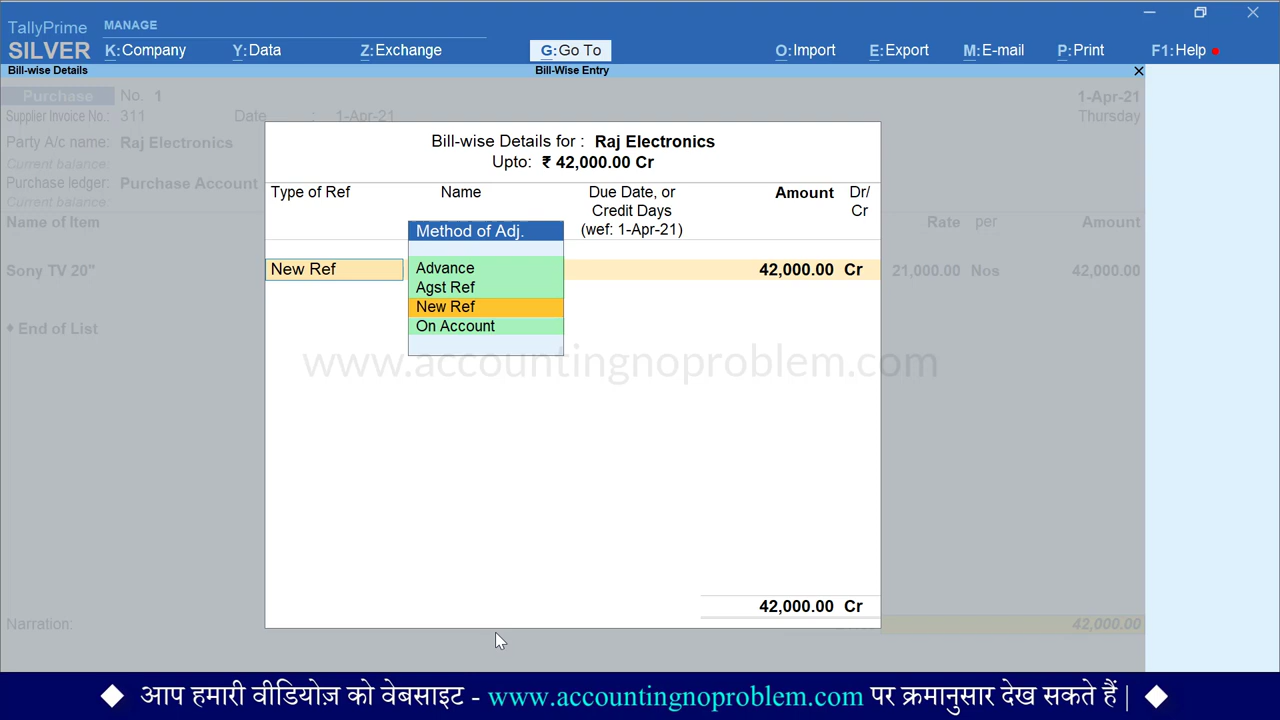 TallyPrime MANAGE
SILVER K:Company Y:Data Z:Exchange G:Go To O:Import E:Export M:E-mail P:Print F1:Help
Bill-wise Details Bill-Wise Entry
Purchase No. 1 1-Apr-21
Supplier Invoice No.: 311 Date : 1-Apr-21 Thursday
Party A/c name: Raj Electronics
Current balance:
Purchase ledger: Purchase Account
Current balance
Name of Item Rate per Amount
Sony TV 20" 21,000.00 Nos 42,000.00
♦ End of List
Narration: 42,000.00
Bill-wise Details for : Raj Electronics
Upto: ₹ 42,000.00 Cr
Type of Ref Name Due Date, or Amount Dr/
Credit Days Cr
(wef: 1-Apr-21)
Method of Adj.
New Ref 42,000.00 Cr
Advance
Agst Ref
New Ref
On Account
www.accountingnoproblem.com
42,000.00 Cr
आप हमारी वीडियोज़ को वेबसाइट - www.accountingnoproblem.com पर क्रमानुसार देख सकते हैं |